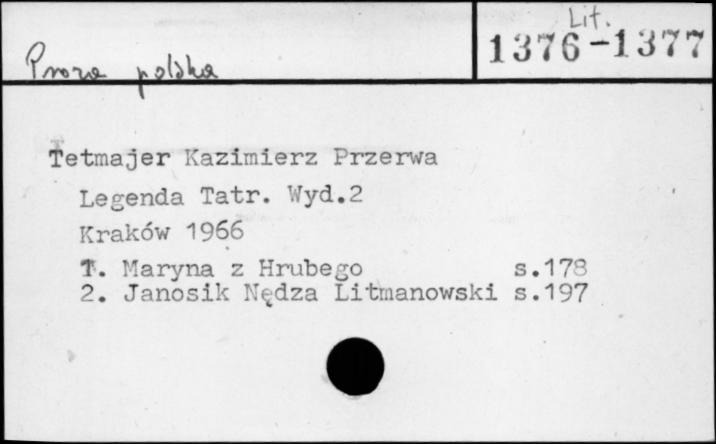 Proza polska
Lit.
1376-1377
Tetmajer Kazimierz Przerwa
Legenda Tatr. Wyd.2
Kraków 1966
1. Maryna z Hrubego s.178
2. Janosik Nędza Litmanowski s.197